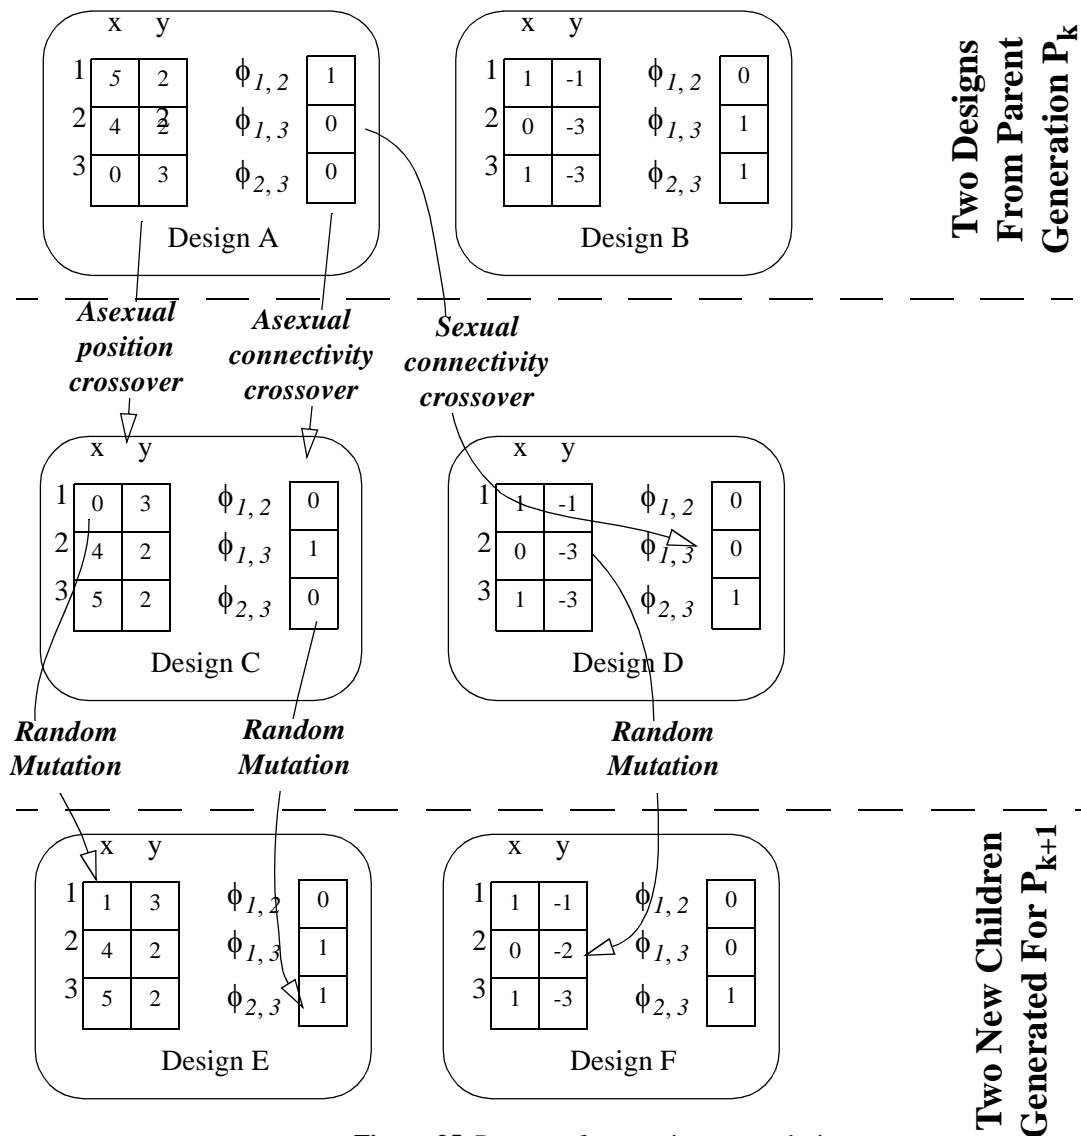 x y
1 5 2 ϕ1, 2 1
2 4 2 2 ϕ1, 3 0
3 0 3 ϕ2, 3 0
Design A
x y
1 1 -1 ϕ1, 2 0
2 0 -3 ϕ1, 3 1
3 1 -3 ϕ2, 3 1
Design B
Two Designs
From Parent
Generation Pk
Asexual
position
crossover
Asexual
connectivity
crossover
Sexual
connectivity
crossover
x y
1 0 3 ϕ1, 2 0
2 4 2 ϕ1, 3 1
3 5 2 ϕ2, 3 0
Design C
x y
1 1 -1 ϕ1, 2 0
2 0 -3 ϕ1, 3 0
3 1 -3 ϕ2, 3 1
Design D
Random
Mutation
Random
Mutation
Random
Mutation
x y
1 1 3 ϕ1, 2 0
2 4 2 ϕ1, 3 1
3 5 2 ϕ2, 3 1
Design E
x y
1 1 -1 ϕ1, 2 0
2 0 -2 ϕ1, 3 0
3 1 -3 ϕ2, 3 1
Design F
Two New Children
Generated For Pk+1